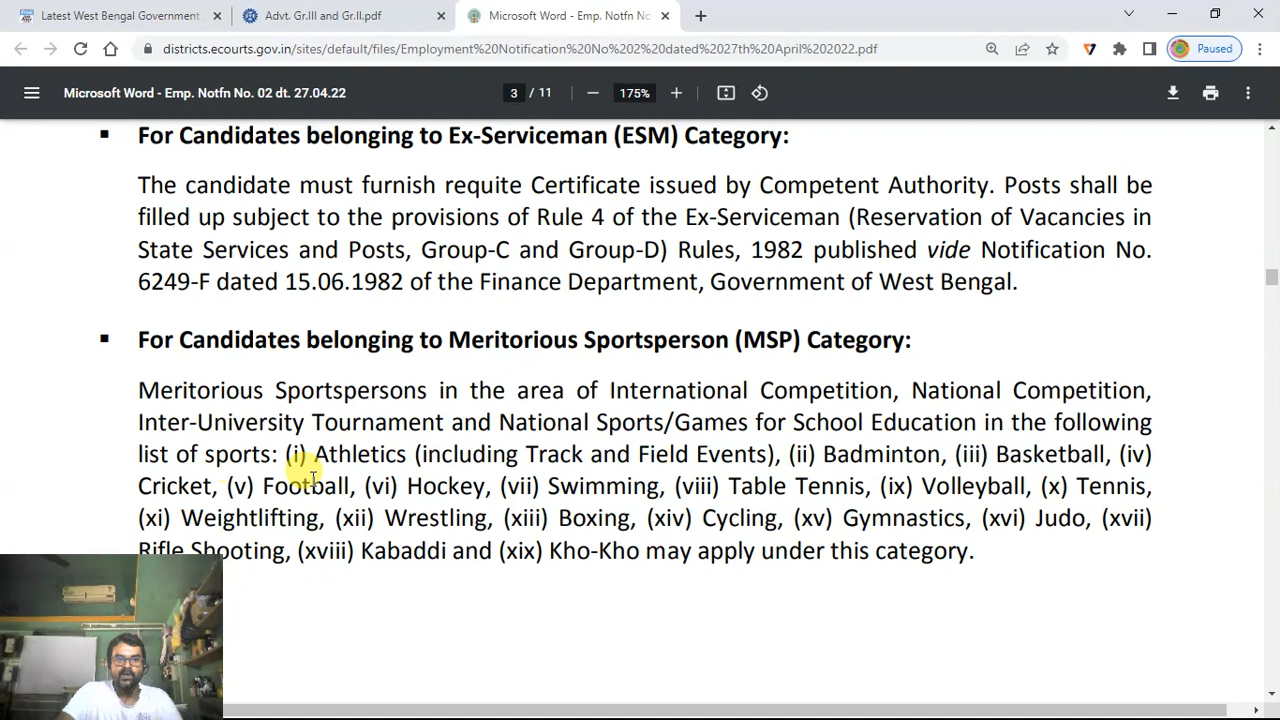 Latest West Bengal Government
Advt. Gr.III and Gr.II.pdf
Microsoft Word - Emp. Notfn No
districts.ecourts.gov.in/sites/default/files/Employment%20Notification%20No%202%20dated%2027th%20April%202022.pdf
Paused
Microsoft Word - Emp. Notfn No. 02 dt. 27.04.22
3 / 11
175%
▪ For Candidates belonging to Ex-Serviceman (ESM) Category:
The candidate must furnish requite Certificate issued by Competent Authority. Posts shall be
filled up subject to the provisions of Rule 4 of the Ex-Serviceman (Reservation of Vacancies in
State Services and Posts, Group-C and Group-D) Rules, 1982 published vide Notification No.
6249-F dated 15.06.1982 of the Finance Department, Government of West Bengal.
▪ For Candidates belonging to Meritorious Sportsperson (MSP) Category:
Meritorious Sportspersons in the area of International Competition, National Competition,
Inter-University Tournament and National Sports/Games for School Education in the following
list of sports: (i) Athletics (including Track and Field Events), (ii) Badminton, (iii) Basketball, (iv)
Cricket, (v) Football, (vi) Hockey, (vii) Swimming, (viii) Table Tennis, (ix) Volleyball, (x) Tennis,
(xi) Weightlifting, (xii) Wrestling, (xiii) Boxing, (xiv) Cycling, (xv) Gymnastics, (xvi) Judo, (xvii)
Rifle Shooting, (xviii) Kabaddi and (xix) Kho-Kho may apply under this category.